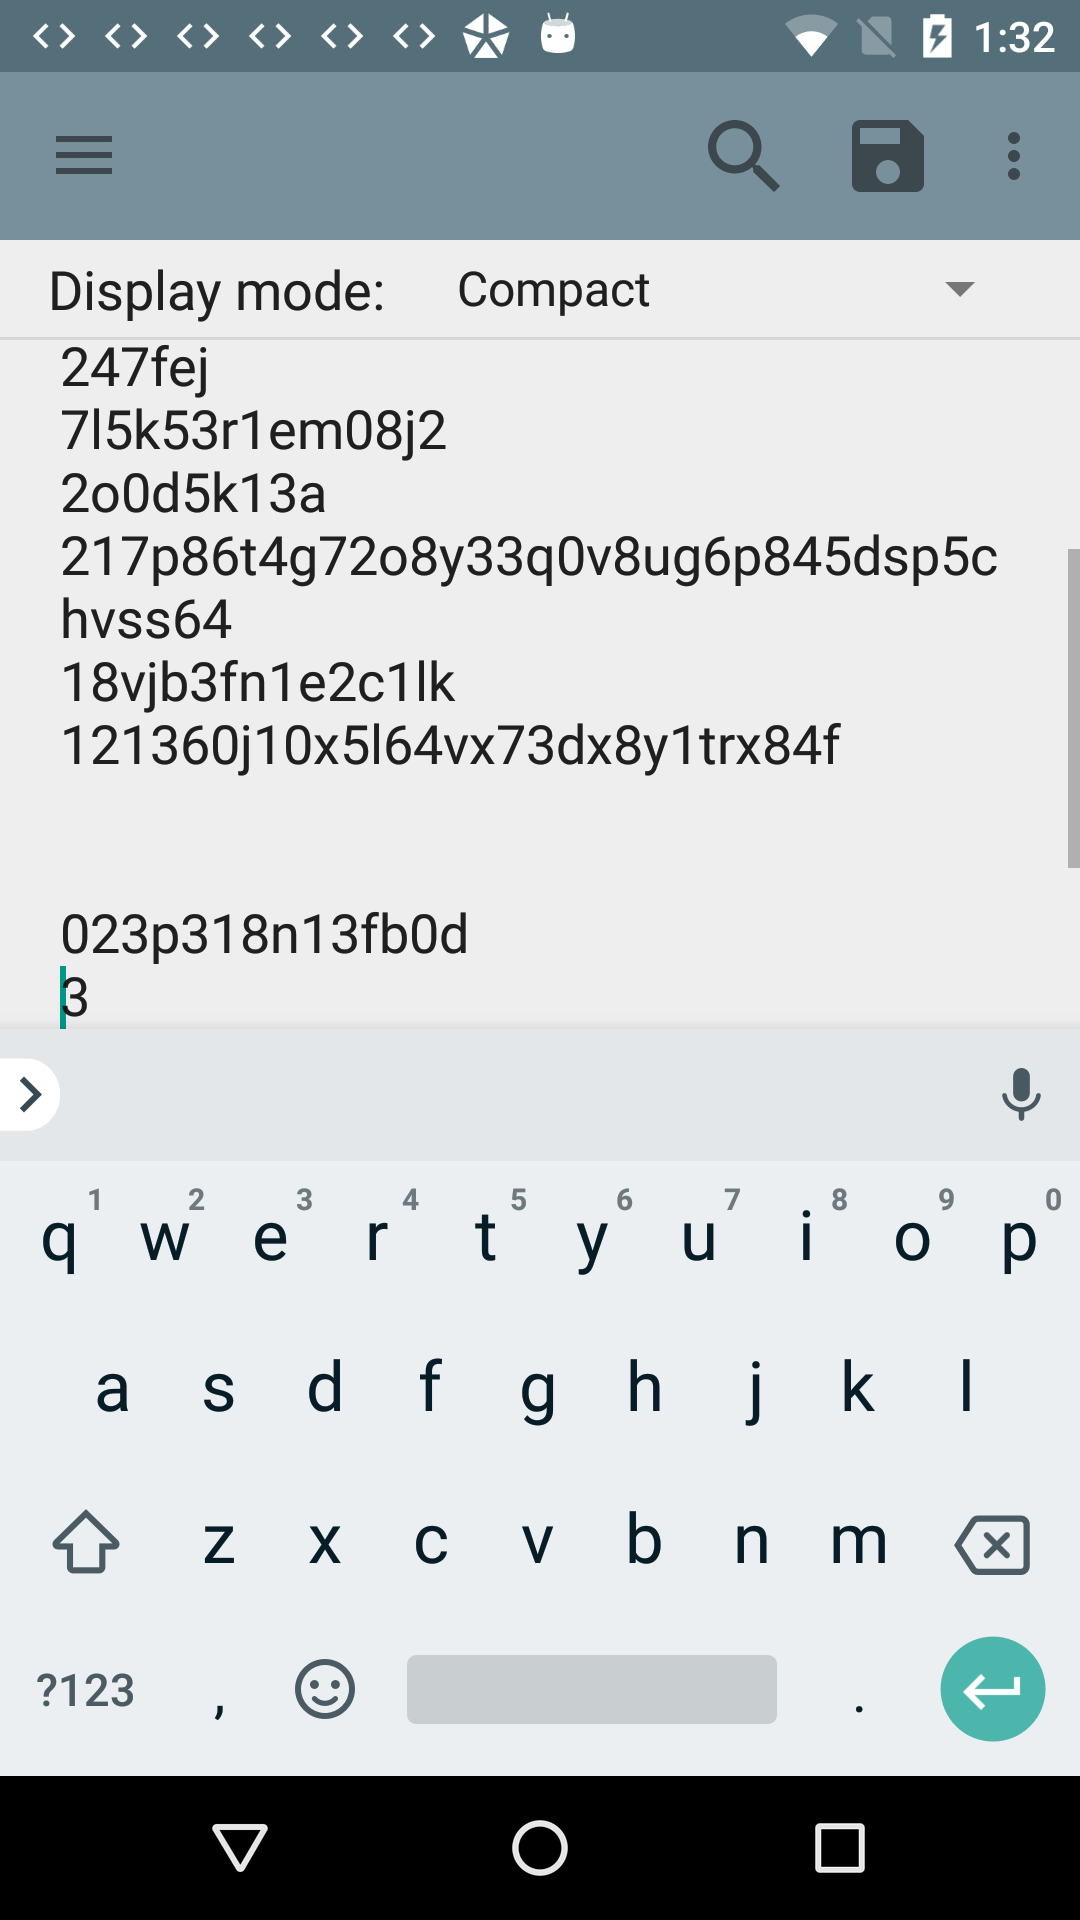 1:32
Display mode: Compact
247fej
7l5k53r1em08j2
2o0d5k13a
217p86t4g72o8y33q0v8ug6p845dsp5c
hvss64
18vjb3fn1e2c1lk
121360j10x5l64vx73dx8y1trx84f
023p318n13fb0d
3
1 2 3 4 5 6 7 8 9 0
q w e r t y u i o p
a s d f g h j k l
z x c v b n m
?123 , .